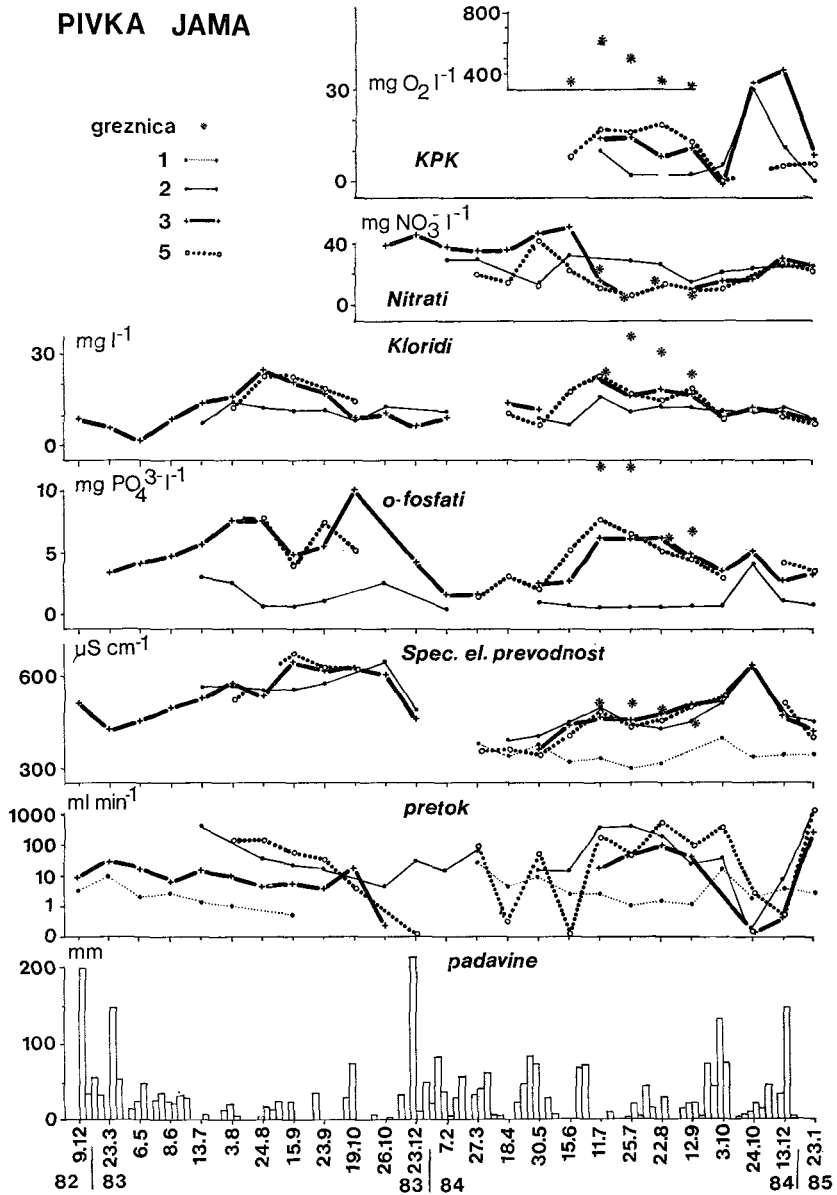 PIVKA JAMA
greznica *
1
2
3
5
800
400
mg O2 l-1
30
0
KPK
mg NO3- l-1
40
0
Nitrati
mg l-1
Kloridi
30
0
mg PO43- l-1
o-fosfati
10
5
0
µS cm-1
Spec. el. prevodnost
600
300
ml min-1
pretok
1000
100
10
1
0
mm
padavine
200
100
0
9.12
23.3
6.5
8.6
13.7
3.8
24.8
15.9
23.9
19.10
26.10
23.12
7.2
27.3
18.4
30.5
15.6
11.7
25.7
22.8
12.9
3.10
24.10
13.12
23.1
82 | 83
83 | 84
84 | 85